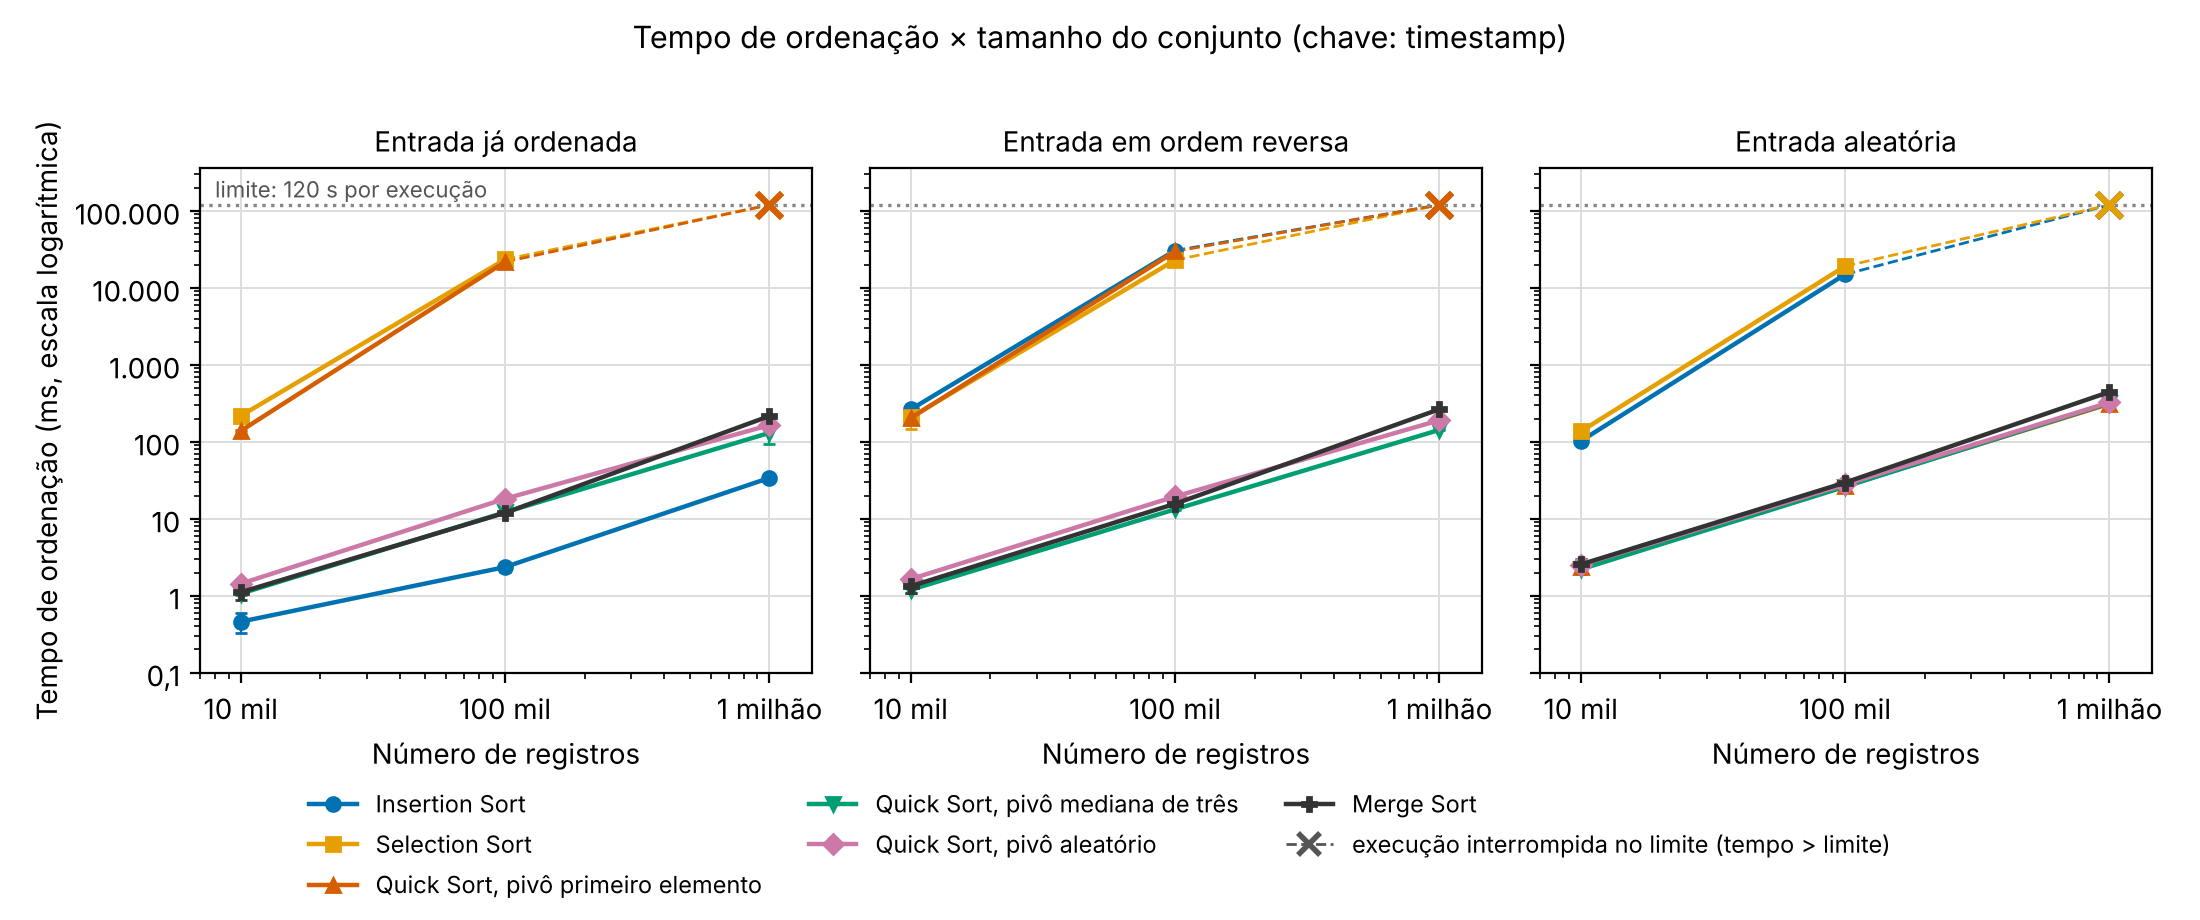 Tempo de ordenação × tamanho do conjunto (chave: timestamp)
Tempo de ordenação (ms, escala logarítmica)
Entrada já ordenada
limite: 120 s por execução
100.000
10.000
1.000
100
10
1
0,1
10 mil
100 mil
1 milhão
Número de registros
Entrada em ordem reversa
10 mil
100 mil
1 milhão
Número de registros
Entrada aleatória
10 mil
100 mil
1 milhão
Número de registros
Insertion Sort
Selection Sort
Quick Sort, pivô primeiro elemento
Quick Sort, pivô mediana de três
Quick Sort, pivô aleatório
Merge Sort
execução interrompida no limite (tempo > limite)